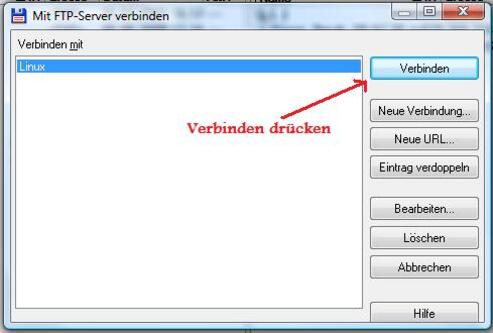 Mit FTP-Server verbinden
Verbinden mit
Linux
Verbinden
Verbinden drücken
Neue Verbindung...
Neue URL...
Eintrag verdoppeln
Bearbeiten...
Löschen
Abbrechen
Hilfe